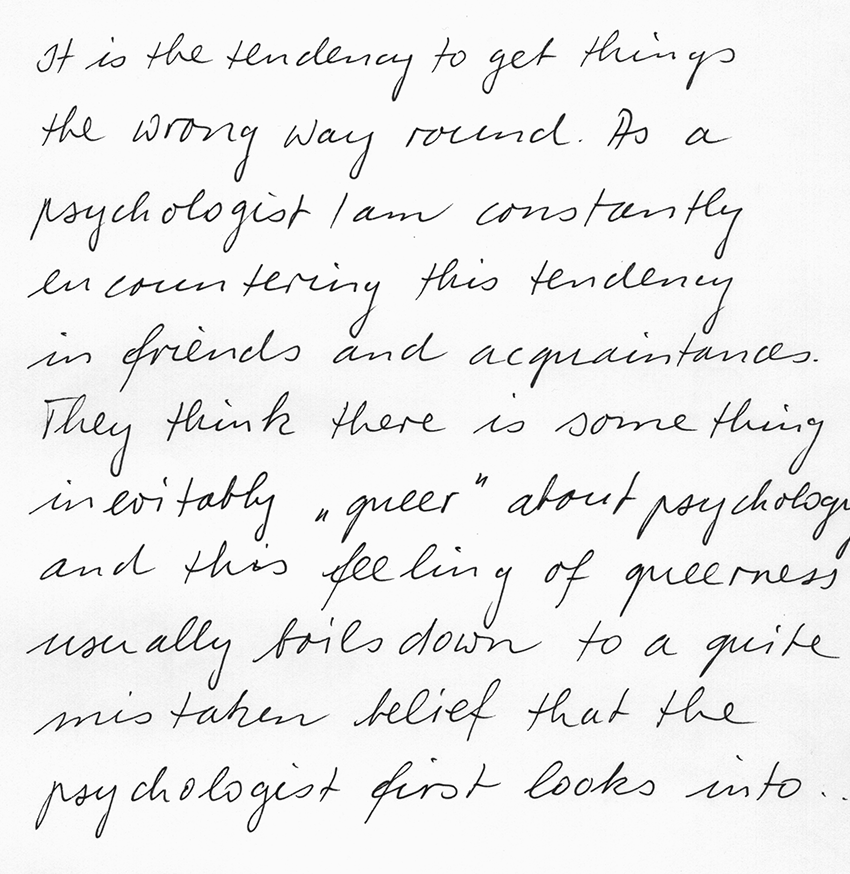 It is the tendency to get things
the wrong way round. As a
psychologist I am constantly
encountering this tendency
in friends and acquaintances.
They think there is something
inevitably „queer" about psychology
and this feeling of queerness
usually boils down to a quite
mistaken belief that the
psychologist first looks into..